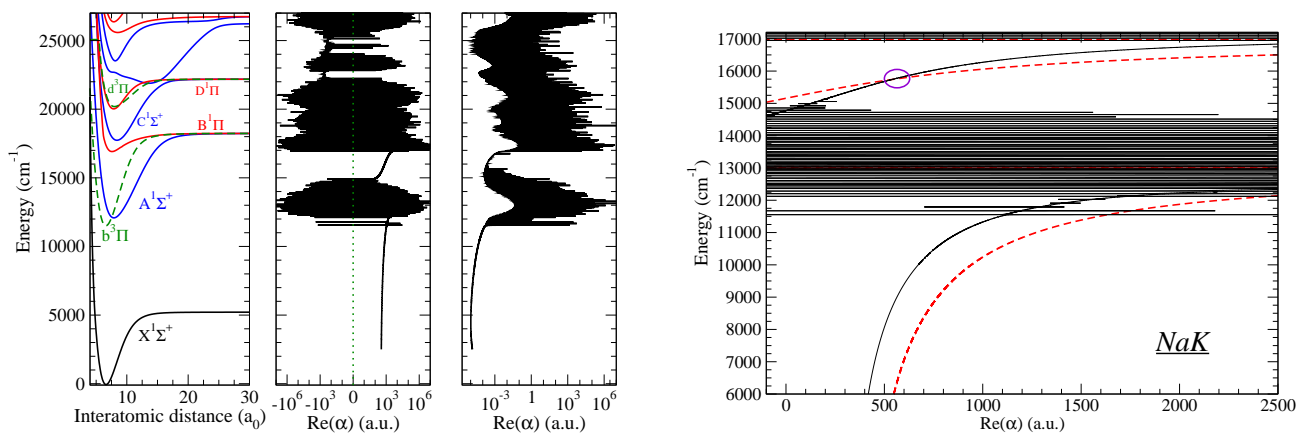 25000
20000
15000
10000
5000
0
Energy (cm⁻¹)
d³Π
D¹Π
C¹Σ⁺
B¹Π
A¹Σ⁺
b³Π
X¹Σ⁺
10 20 30
Interatomic distance (a₀)
-10⁶ -10³ 0 10³ 10⁶
Re(α) (a.u.)
10⁻³ 1 10³ 10⁶
Re(α) (a.u.)
17000
16000
15000
14000
13000
12000
11000
10000
9000
8000
7000
6000
Energy (cm⁻¹)
NaK
0 500 1000 1500 2000 2500
Re(α) (a.u.)